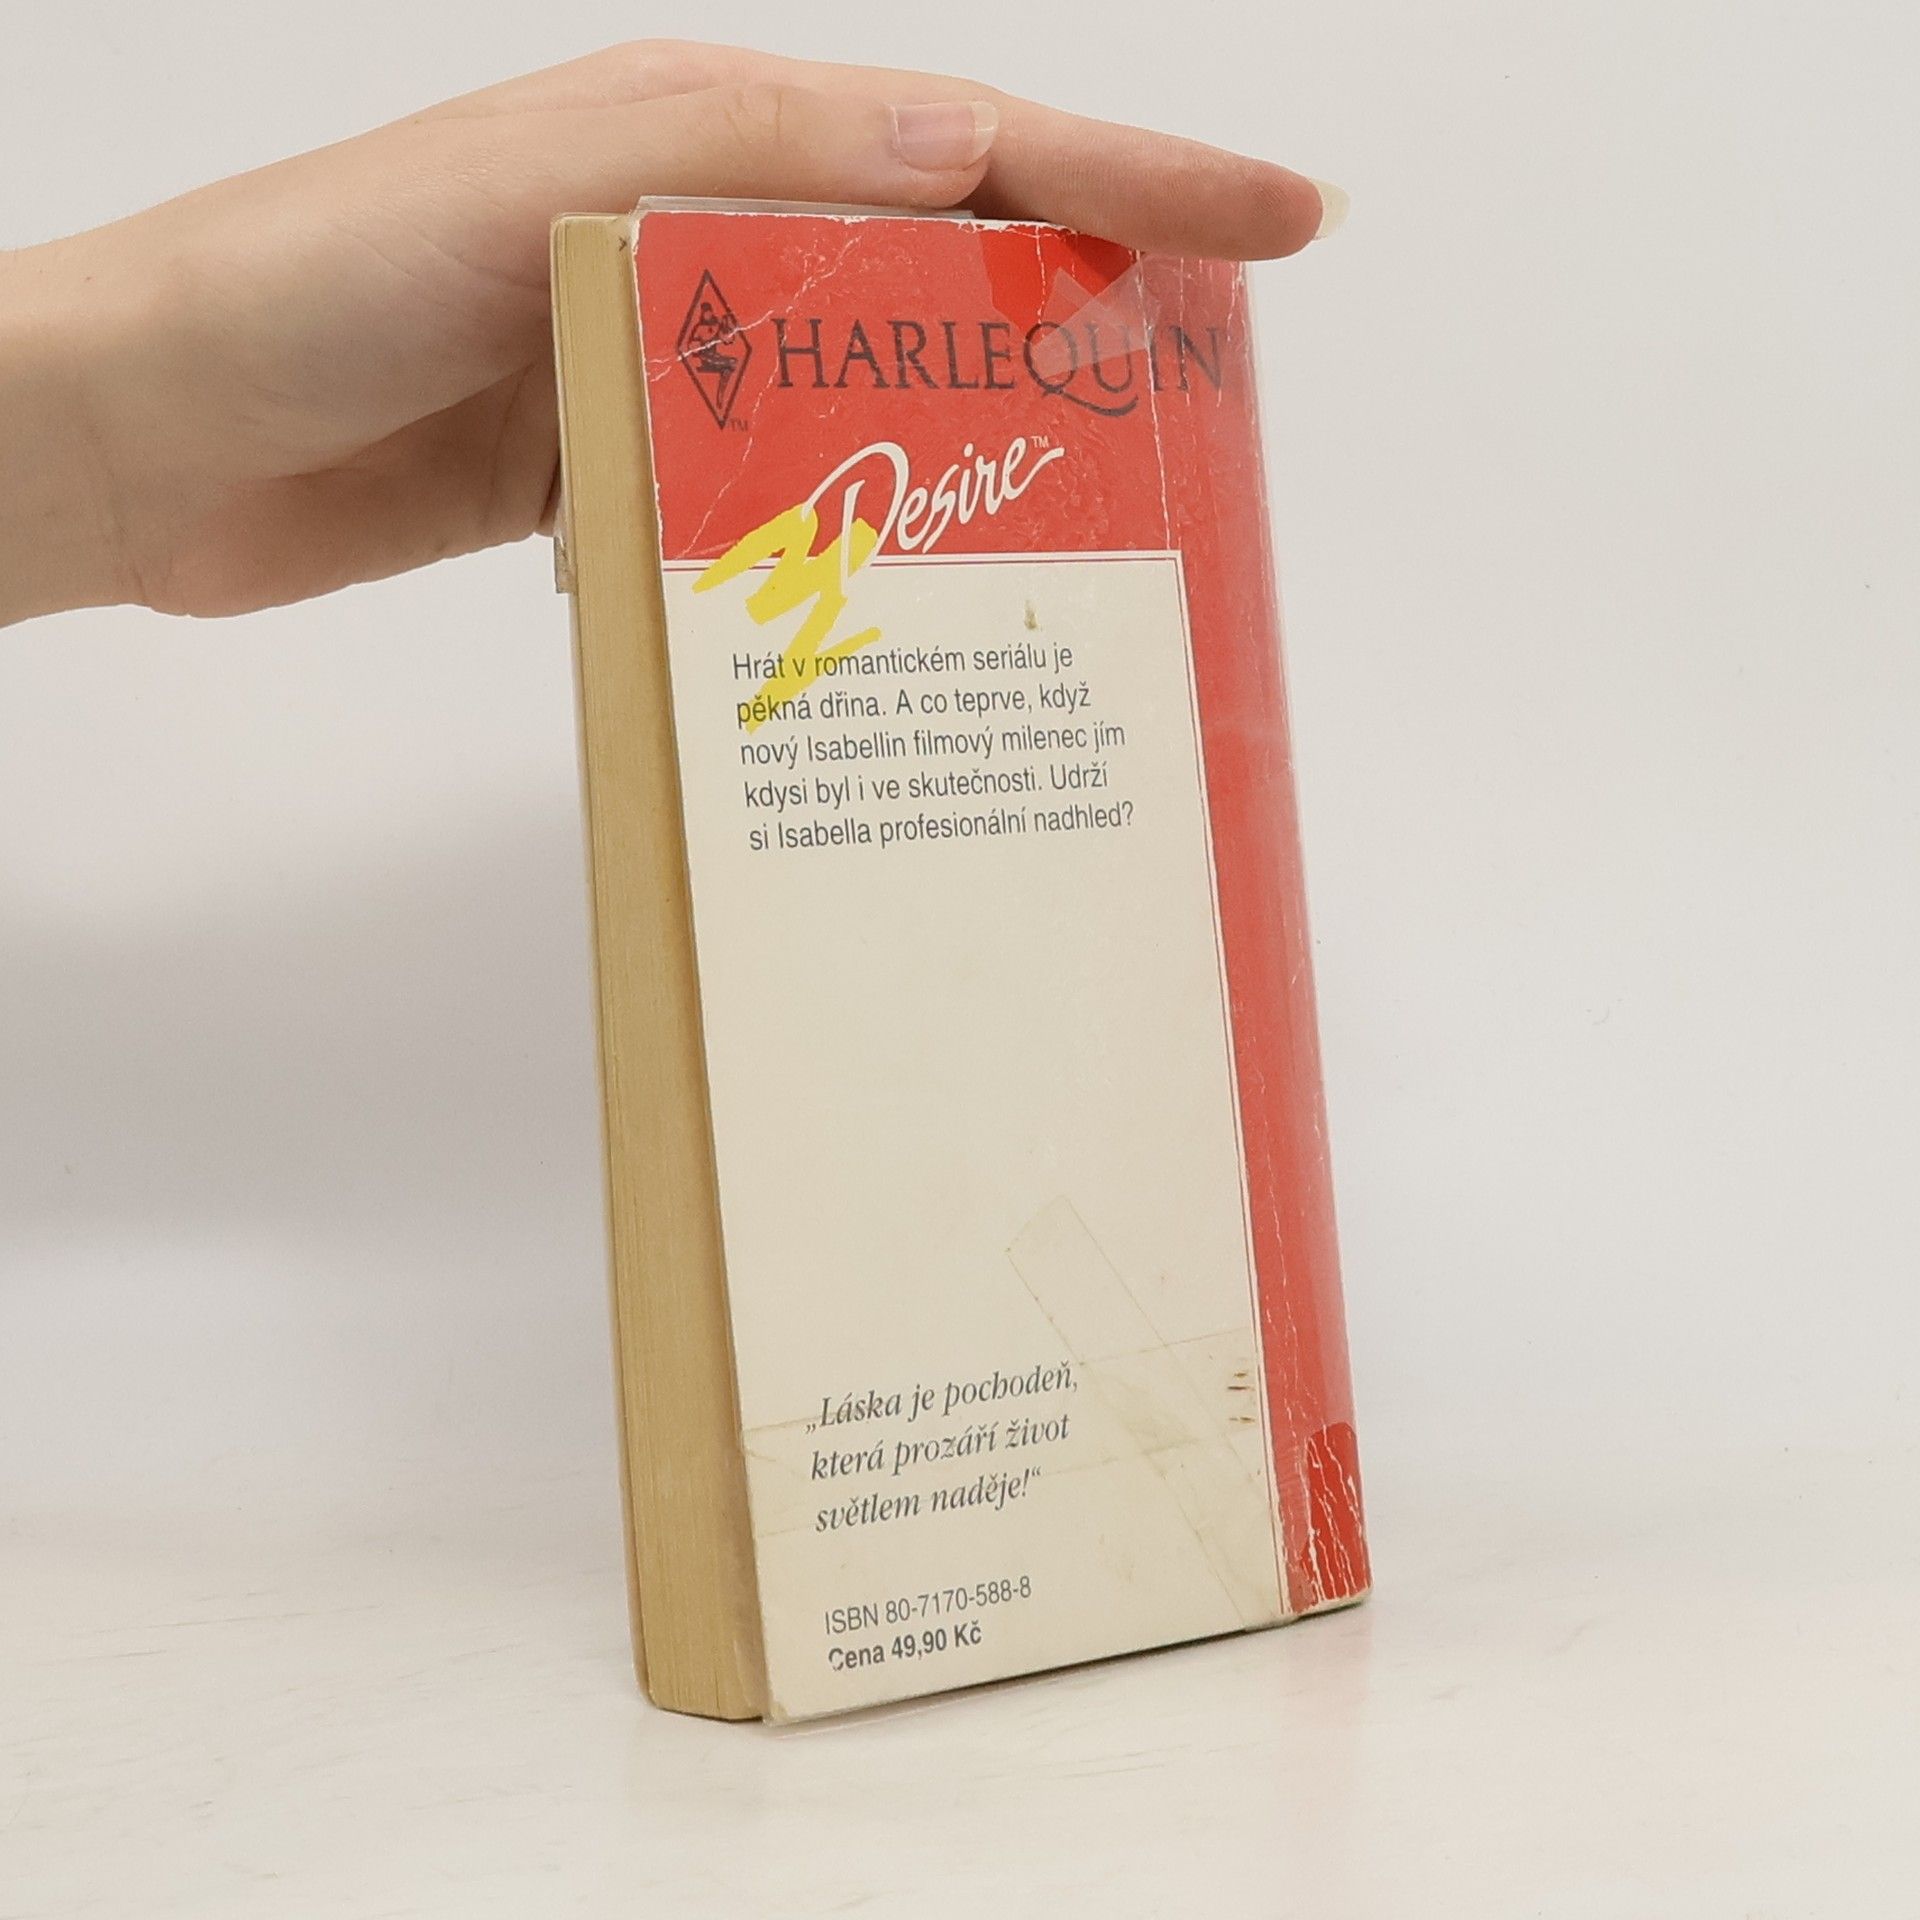 HARLEQUIN
TM
Desire™
Hrát v romantickém seriálu je
pěkná dřina. A co teprve, když
nový Isabellin filmový milenec jím
kdysi byl i ve skutečnosti. Udrží
si Isabella profesionální nadhled?
„Láska je pochodeň,
která prozáří život
světlem naděje!“
ISBN 80-7170-588-8
Cena 49,90 Kč